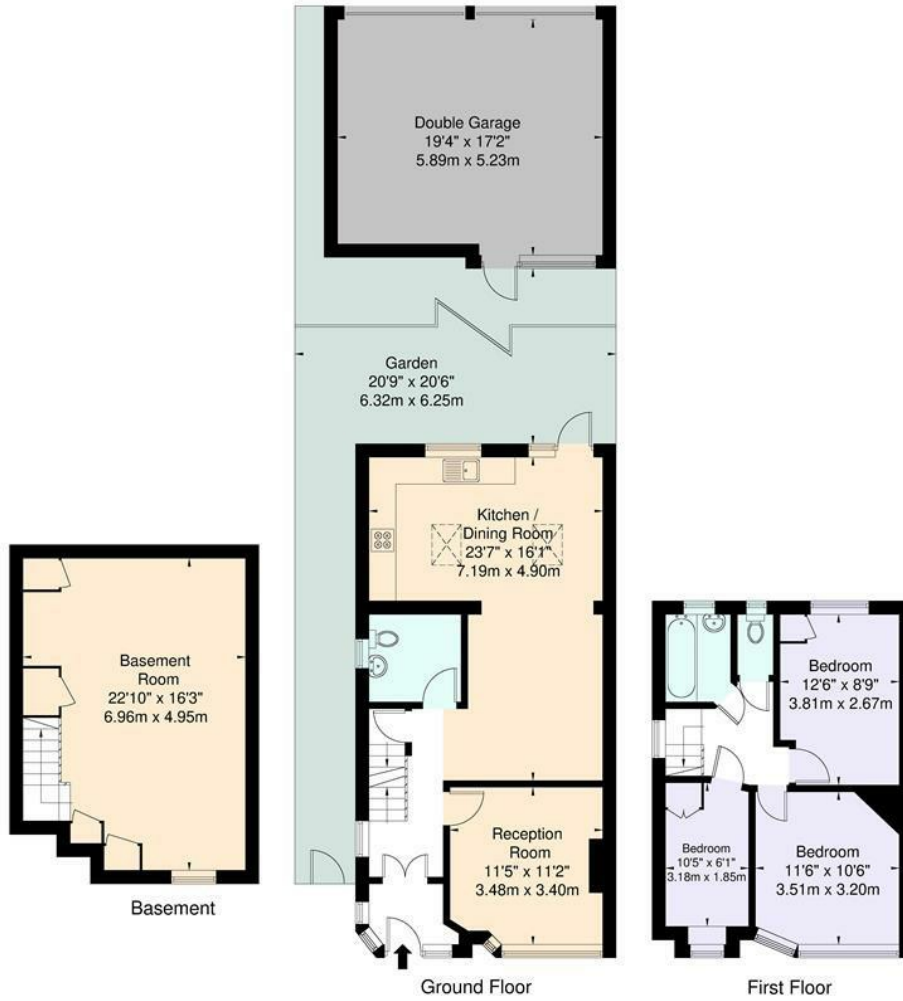 Double Garage
19'4" x 17'2"
5.89m x 5.23m
Garden
20'9" x 20'6"
6.32m x 6.25m
Kitchen /
Dining Room
23'7" x 16'1"
7.19m x 4.90m
Basement
Room
22'10" x 16'3"
6.96m x 4.95m
Basement
Reception
Room
11'5" x 11'2"
3.48m x 3.40m
Ground Floor
Bedroom
12'6" x 8'9"
3.81m x 2.67m
Bedroom
10'5" x 6'1"
3.18m x 1.85m
Bedroom
11'6" x 10'6"
3.51m x 3.20m
First Floor